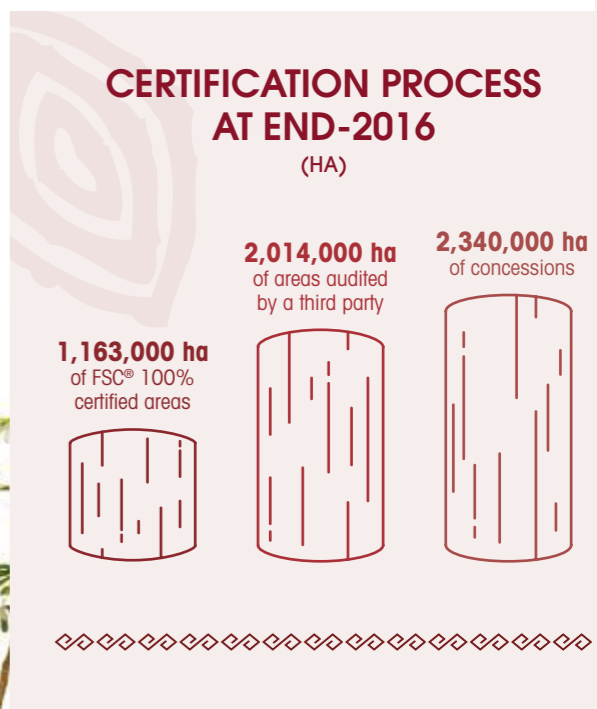 CERTIFICATION PROCESS
AT END-2016
(HA)
1,163,000 ha
of FSC® 100%
certified areas
2,014,000 ha
of areas audited
by a third party
2,340,000 ha
of concessions